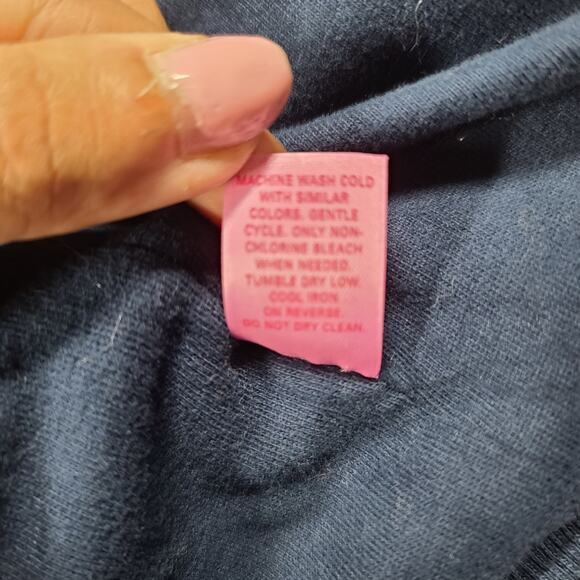 MACHINE WASH COLD
WITH SIMILAR
COLORS. GENTLE
CYCLE. ONLY NON-
CHLORINE BLEACH
WHEN NEEDED.
TUMBLE DRY LOW.
COOL IRON
ON REVERSE.
DO NOT DRY CLEAN.